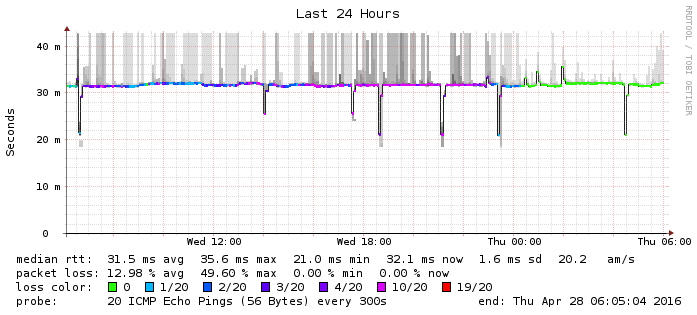 Last 24 Hours
RRDTOOL / TOBI OETIKER
Seconds
40 m
30 m
20 m
10 m
0
Wed 12:00 Wed 18:00 Thu 00:00 Thu 06:00
median rtt: 31.5 ms avg 35.6 ms max 21.0 ms min 32.1 ms now 1.6 ms sd 20.2 am/s
packet loss: 12.98 % avg 49.60 % max 0.00 % min 0.00 % now
loss color: 0 1/20 2/20 3/20 4/20 10/20 19/20
probe: 20 ICMP Echo Pings (56 Bytes) every 300s end: Thu Apr 28 06:05:04 2016